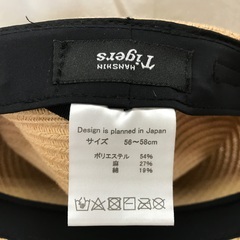 HANSHIN
Tigers
Design is planned in Japan
サイズ 56~58cm
ポリエステル 54%
麻 27%
綿 19%